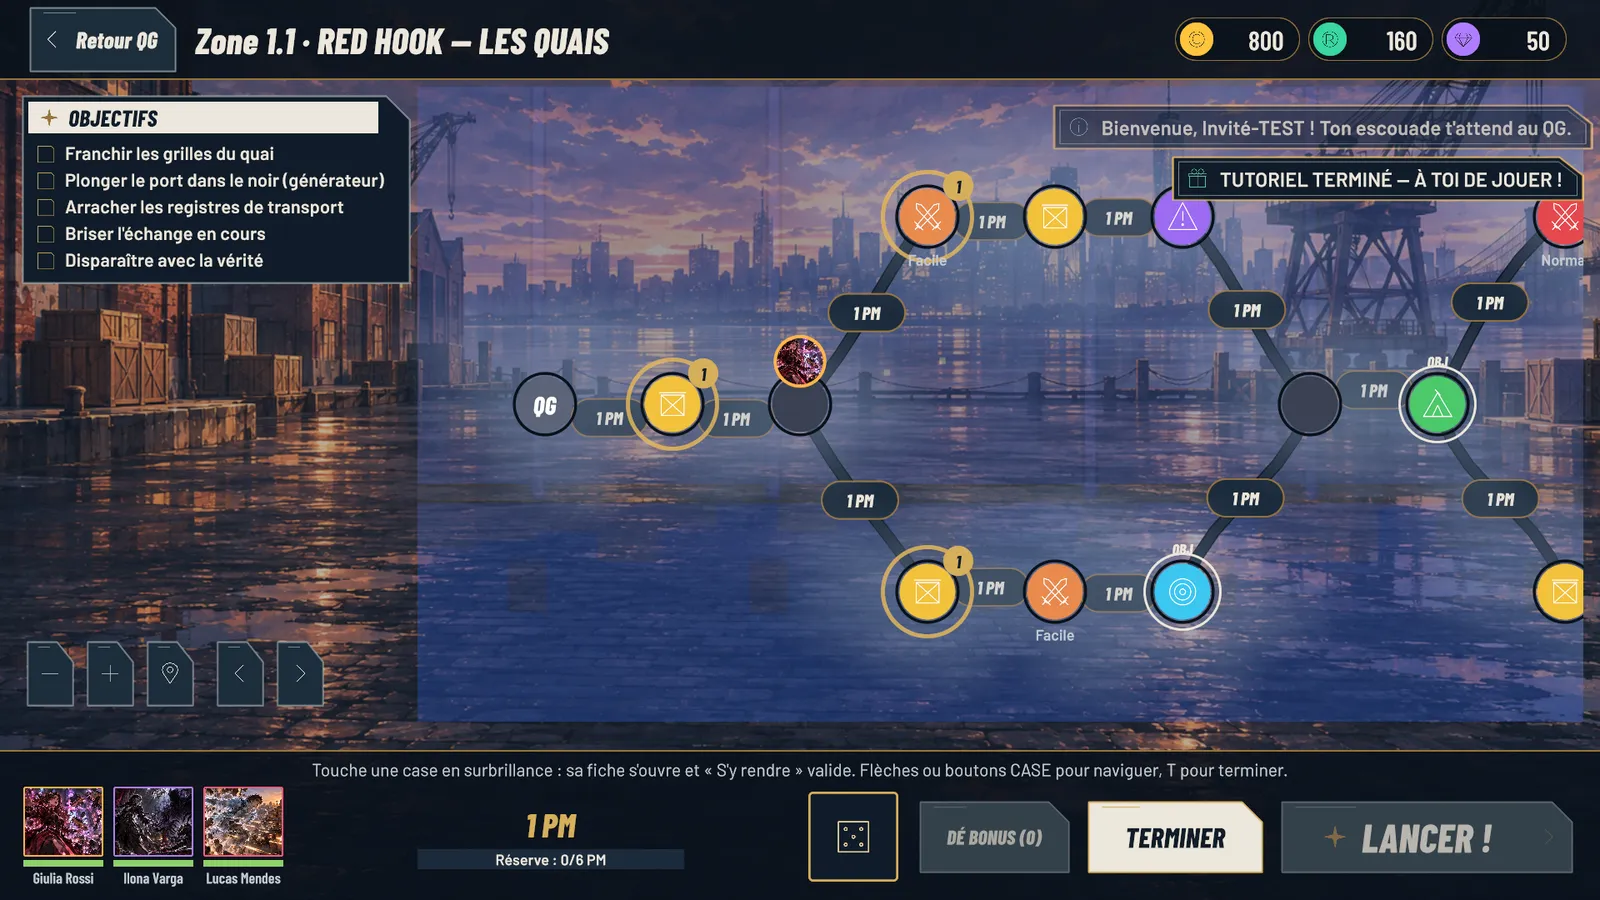 Retour QG
Zone 1.1 · RED HOOK – LES QUAIS
800
160
50
OBJECTIFS
Franchir les grilles du quai
Plonger le port dans le noir (générateur)
Arracher les registres de transport
Briser l'échange en cours
Disparaître avec la vérité
Bienvenue, Invité-TEST ! Ton escouade t'attend au QG.
TUTORIEL TERMINÉ – À TOI DE JOUER !
1
1 PM
1 PM
Facile
Norma
1 PM
1 PM
1 PM
OBJ
QG
1 PM
1
1 PM
1 PM
1 PM
1 PM
1 PM
OBJ
1
1 PM
1 PM
Facile
Touche une case en surbrillance : sa fiche s'ouvre et « S'y rendre » valide. Flèches ou boutons CASE pour naviguer, T pour terminer.
Giulia Rossi
Ilona Varga
Lucas Mendes
1 PM
Réserve : 0/6 PM
DÉ BONUS (0)
TERMINER
LANCER !